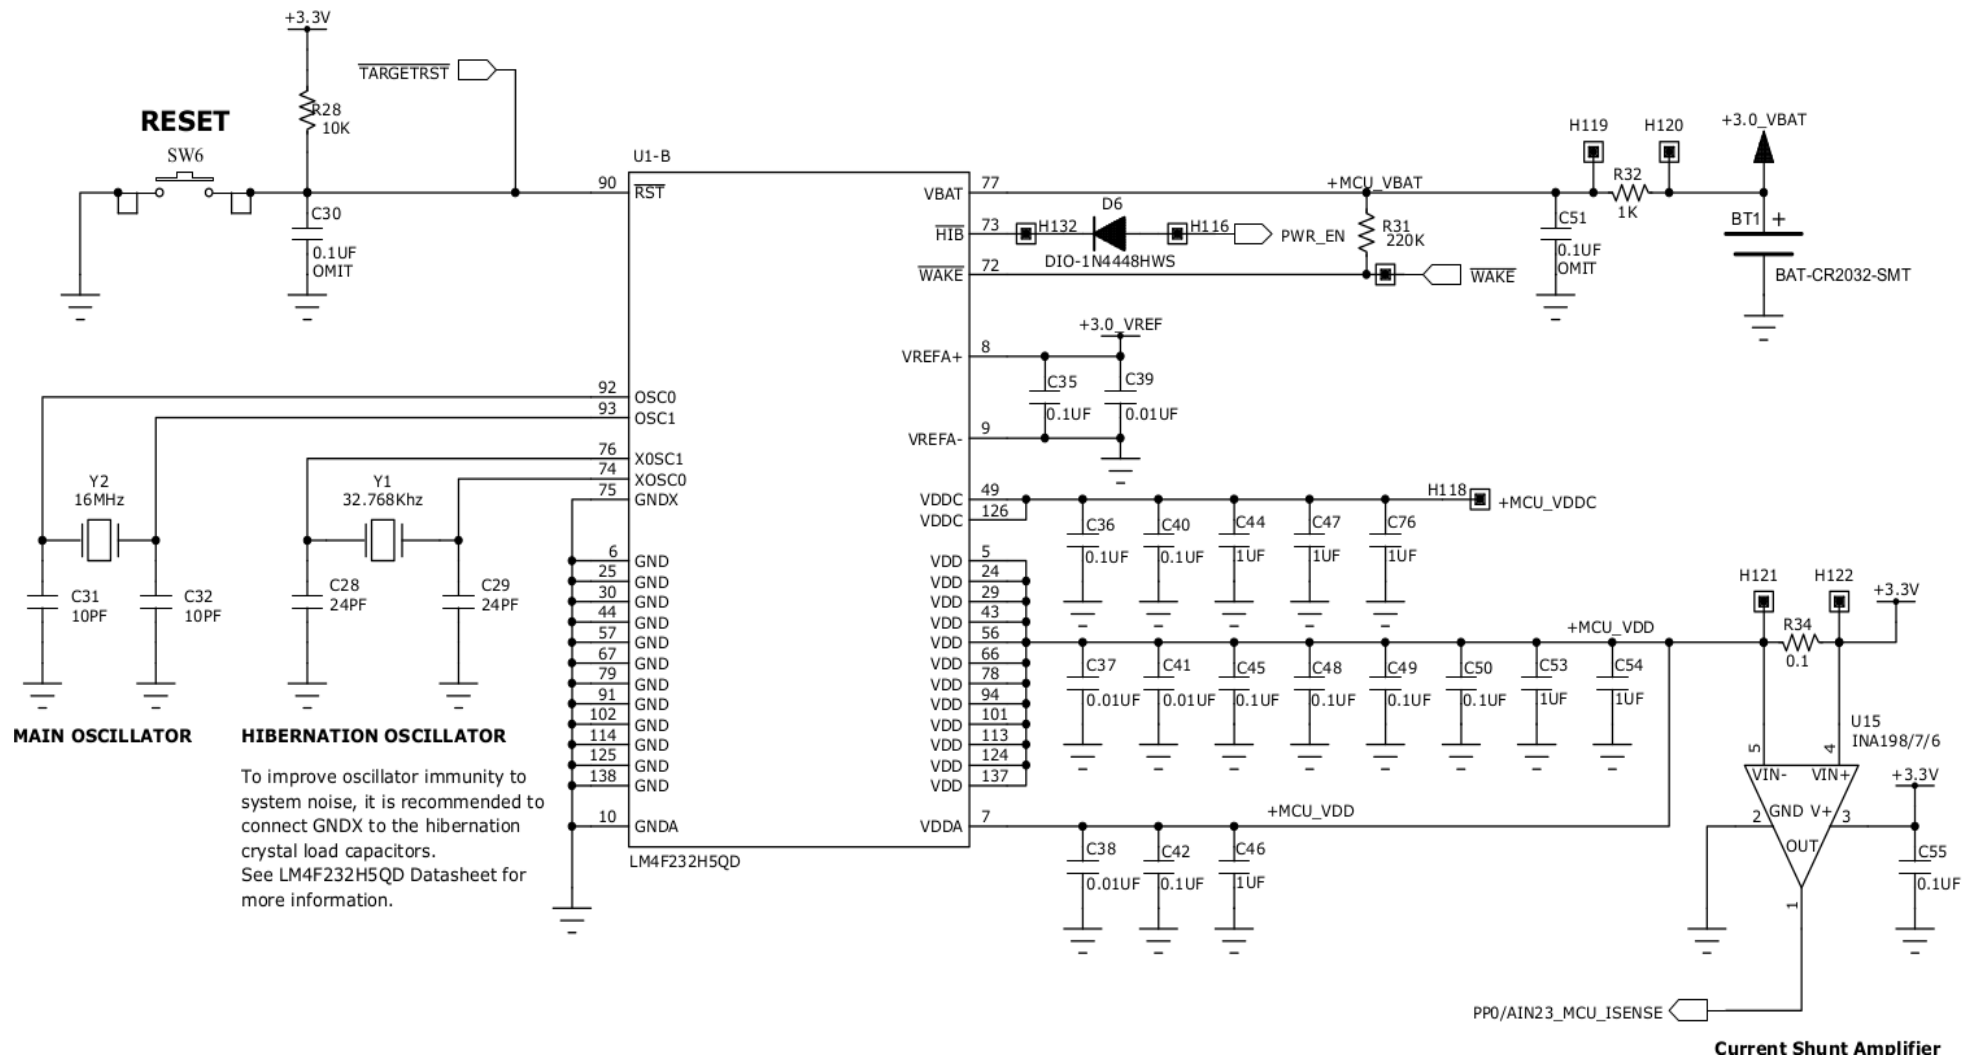 +3.3V
TARGETRST
R28
10K
RESET
SW6
C30
0.1UF
OMIT
U1-B
90
RST
VBAT
77
+MCU_VBAT
HIB
73
H132
D6
DIO-1N4448HWS
H116
PWR_EN
R31
220K
WAKE
72
WAKE
C51
0.1UF
OMIT
H119
H120
R32
1K
+3.0_VBAT
BT1
+
BAT-CR2032-SMT
+3.0_VREF
VREFA+
8
C35
0.1UF
C39
0.01UF
VREFA-
9
92
OSC0
93
OSC1
76
X0SC1
74
XOSC0
75
GNDX
Y2
16MHz
Y1
32.768Khz
C31
10PF
C32
10PF
C28
24PF
C29
24PF
6
GND
25
GND
30
GND
44
GND
57
GND
67
GND
79
GND
91
GND
102
GND
114
GND
125
GND
138
GND
10
GNDA
VDDC
49
VDDC
126
H118
+MCU_VDDC
C36
0.1UF
C40
0.1UF
C44
1UF
C47
1UF
C76
1UF
VDD
5
VDD
24
VDD
29
VDD
43
VDD
56
VDD
66
VDD
78
VDD
94
VDD
101
VDD
113
VDD
124
VDD
137
VDDA
7
+MCU_VDD
C37
0.01UF
C41
0.01UF
C45
0.1UF
C48
0.1UF
C49
0.1UF
C50
0.1UF
C53
1UF
C54
1UF
H121
H122
+3.3V
R34
0.1
+MCU_VDD
C38
0.01UF
C42
0.1UF
C46
1UF
U15
INA198/7/6
5
4
VIN-
VIN+
+3.3V
2
GND
V+
3
OUT
1
C55
0.1UF
LM4F232H5QD
MAIN OSCILLATOR
HIBERNATION OSCILLATOR
To improve oscillator immunity to
system noise, it is recommended to
connect GNDX to the hibernation
crystal load capacitors.
See LM4F232H5QD Datasheet for
more information.
PP0/AIN23_MCU_ISENSE
Current Shunt Amplifier